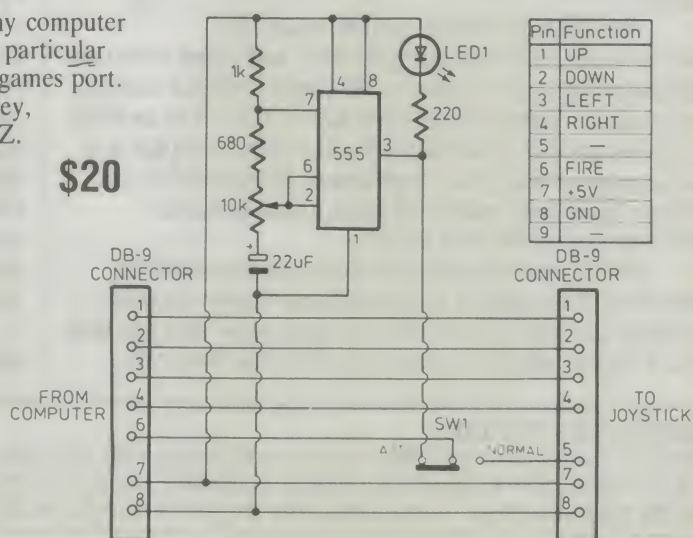 ny computer
particular
games port.
ey,
Z.
$20
1k
680
10k
+
22uF
7
6
2
4
8
555
3
1
LED1
220
Pin Function
1 UP
2 DOWN
3 LEFT
4 RIGHT
5 —
6 FIRE
7 +5V
8 GND
9 —
DB-9
CONNECTOR
1
2
3
4
6
7
8
FROM
COMPUTER
SW1
NORMAL
DB-9
CONNECTOR
1
2
3
4
5
7
8
TO
JOYSTICK